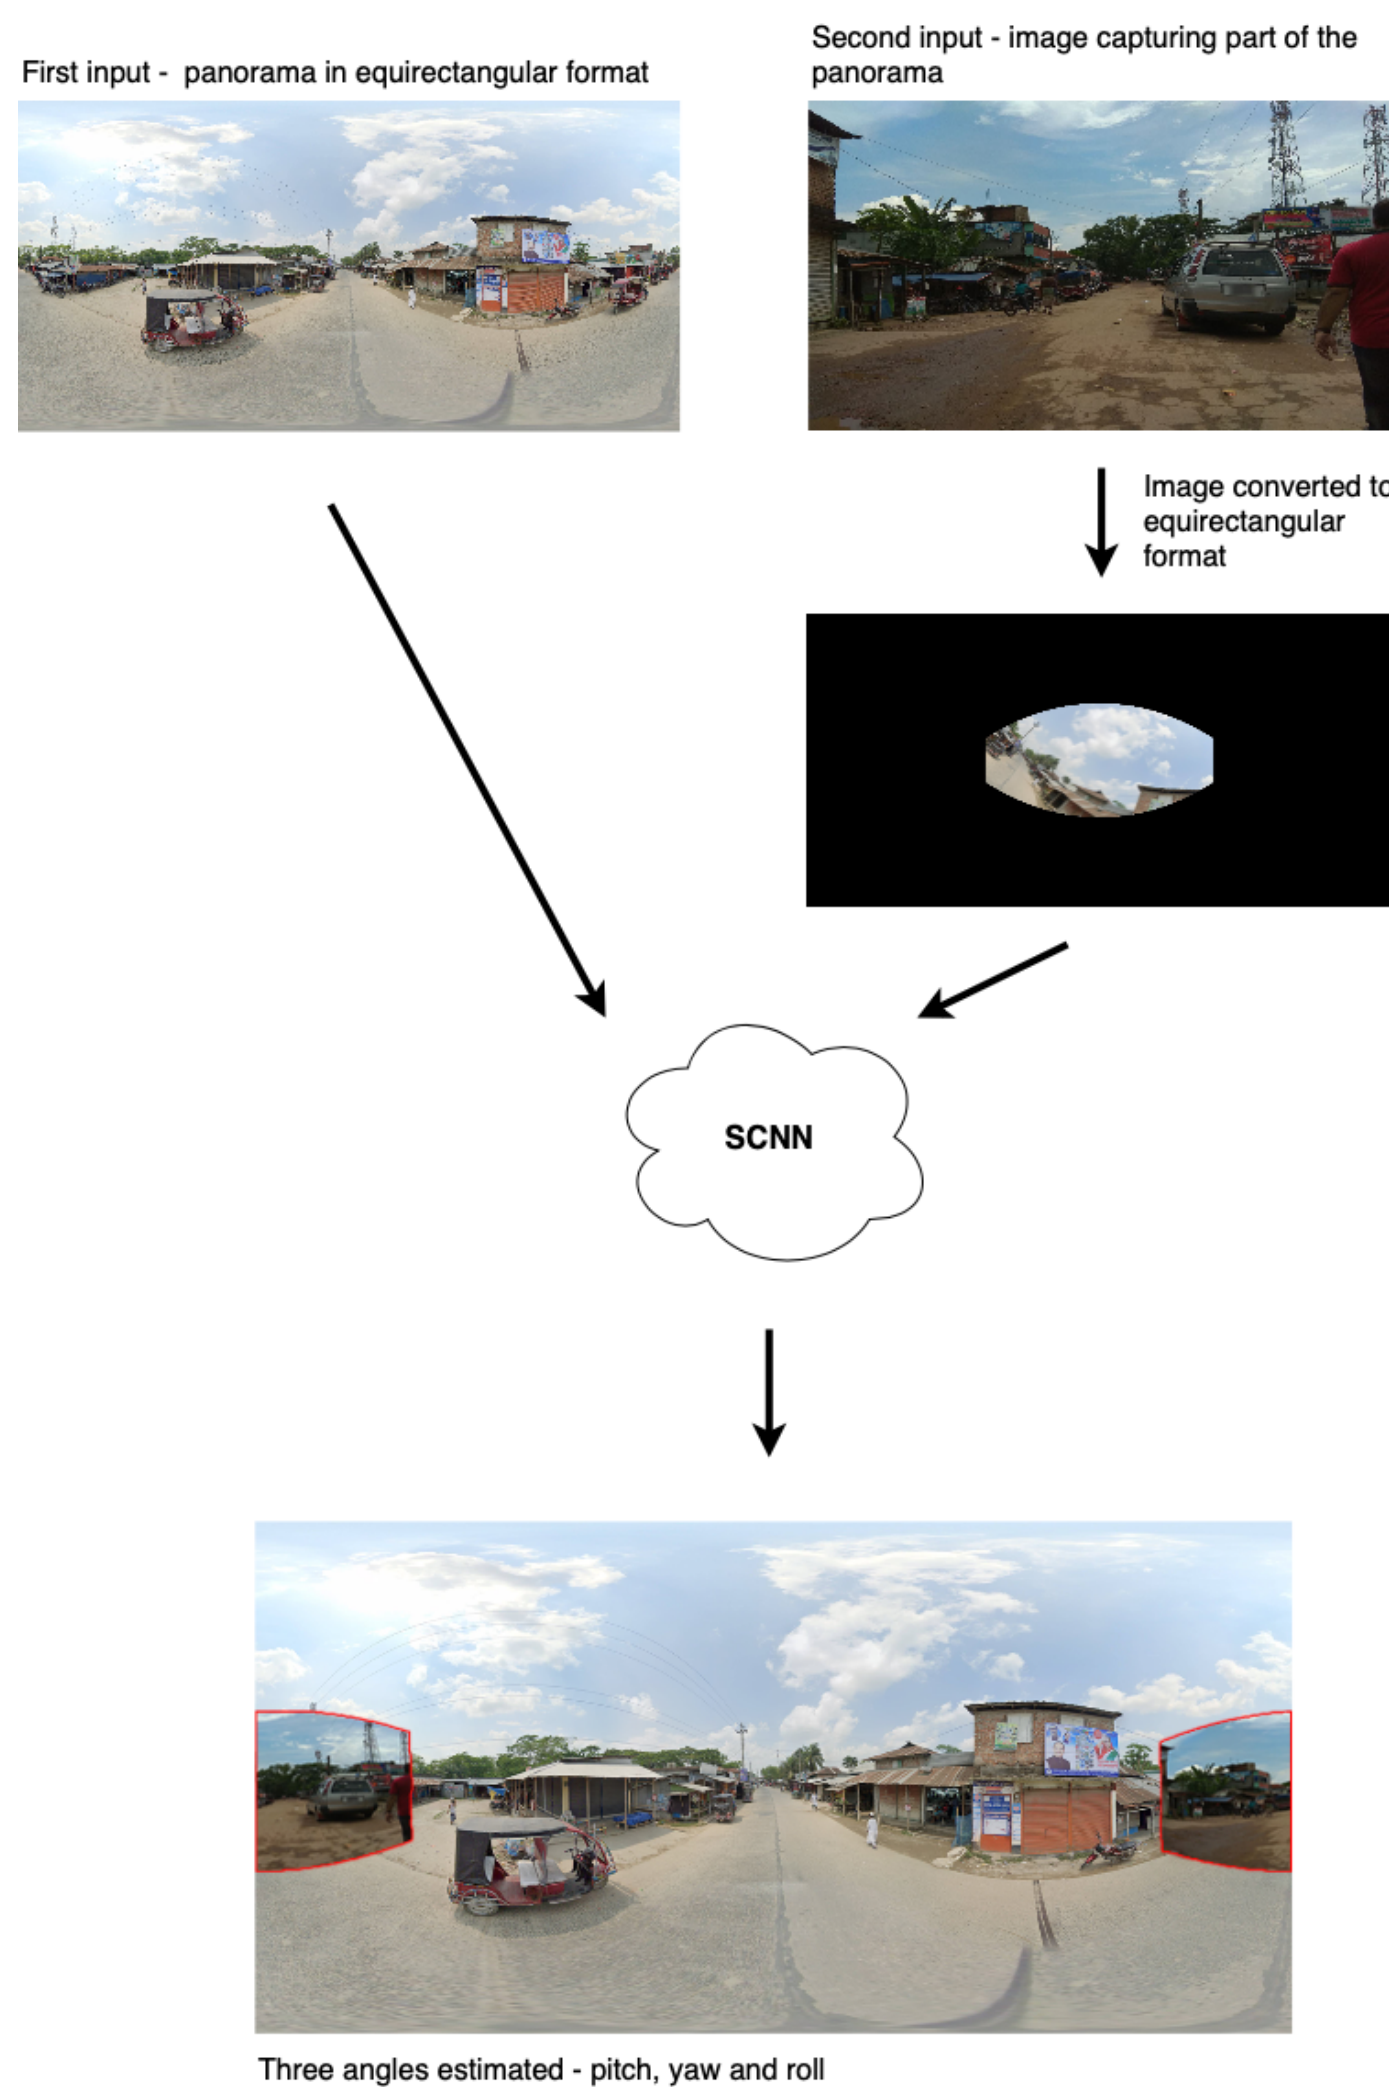 First input - panorama in equirectangular format
Second input - image capturing part of the
panorama
Image converted to
equirectangular
format
SCNN
Three angles estimated - pitch, yaw and roll